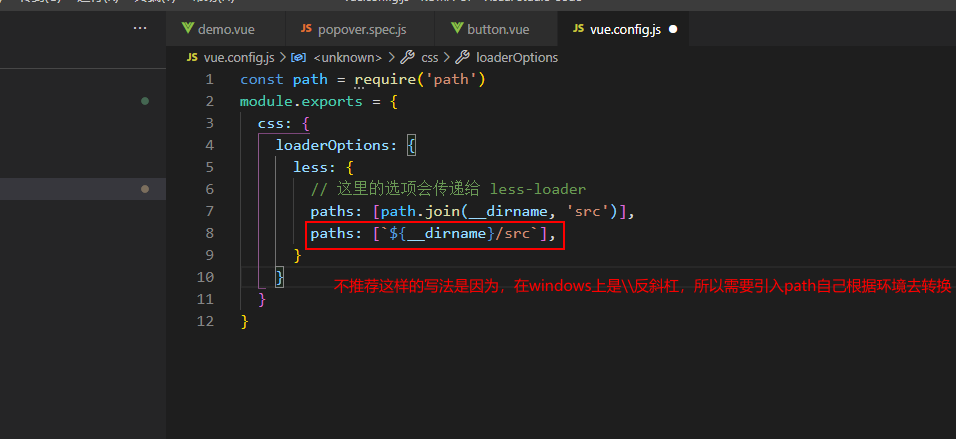 demo.vue JS popover.spec.js button.vue JS vue.config.js
JS vue.config.js > <unknown> > css > loaderOptions
1 const path = require('path')
2 module.exports = {
3 css: {
4 loaderOptions: {
5 less: {
6 // 这里的选项会传递给 less-loader
7 paths: [path.join(__dirname, 'src')],
8 paths: [`${__dirname}/src`],
9 }
10 }
不推荐这样的写法是因为，在windows上是\\反斜杠，所以需要引入path自己根据环境去转换
11 }
12 }